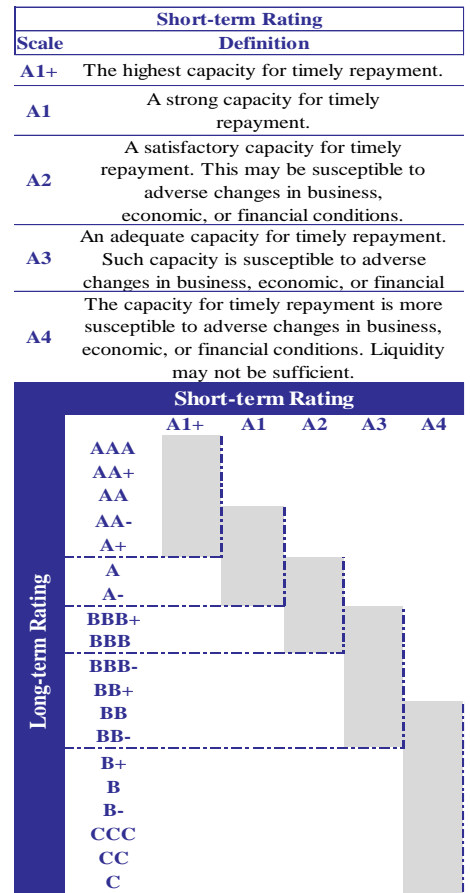 Short-term Rating
Scale Definition
A1+ The highest capacity for timely repayment.
A1 A strong capacity for timely
repayment.
A2 A satisfactory capacity for timely
repayment. This may be susceptible to
adverse changes in business,
economic, or financial conditions.
A3 An adequate capacity for timely repayment.
Such capacity is susceptible to adverse
changes in business, economic, or financial
A4 The capacity for timely repayment is more
susceptible to adverse changes in business,
economic, or financial conditions. Liquidity
may not be sufficient.
Short-term Rating
A1+ A1 A2 A3 A4
Long-term Rating
AAA
AA+
AA
AA-
A+
A
A-
BBB+
BBB
BBB-
BB+
BB
BB-
B+
B
B-
CCC
CC
C